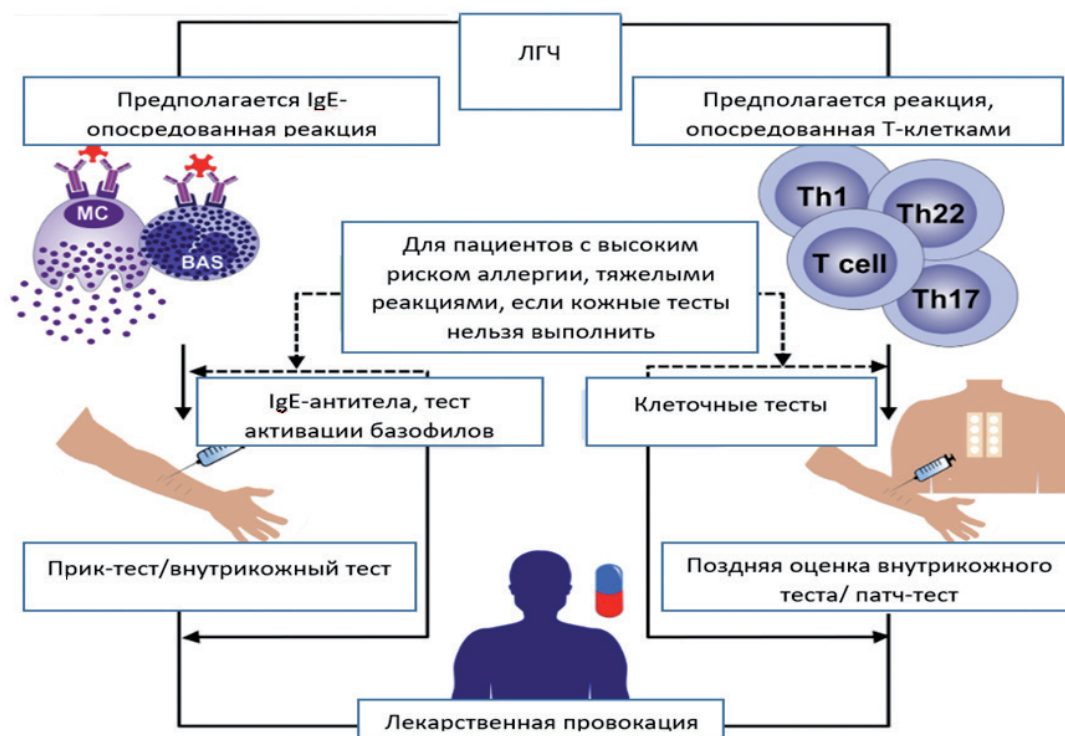 ЛГЧ
Предполагается IgE-
опосредованная реакция
Предполагается реакция,
опосредованная Т-клетками
MC
BAS
Th1
Th22
T cell
Th17
Для пациентов с высоким
риском аллергии, тяжелыми
реакциями, если кожные тесты
нельзя выполнить
IgE-антитела, тест
активации базофилов
Клеточные тесты
Прик-тест/внутрикожный тест
Поздняя оценка внутрикожного
теста/ патч-тест
Лекарственная провокация